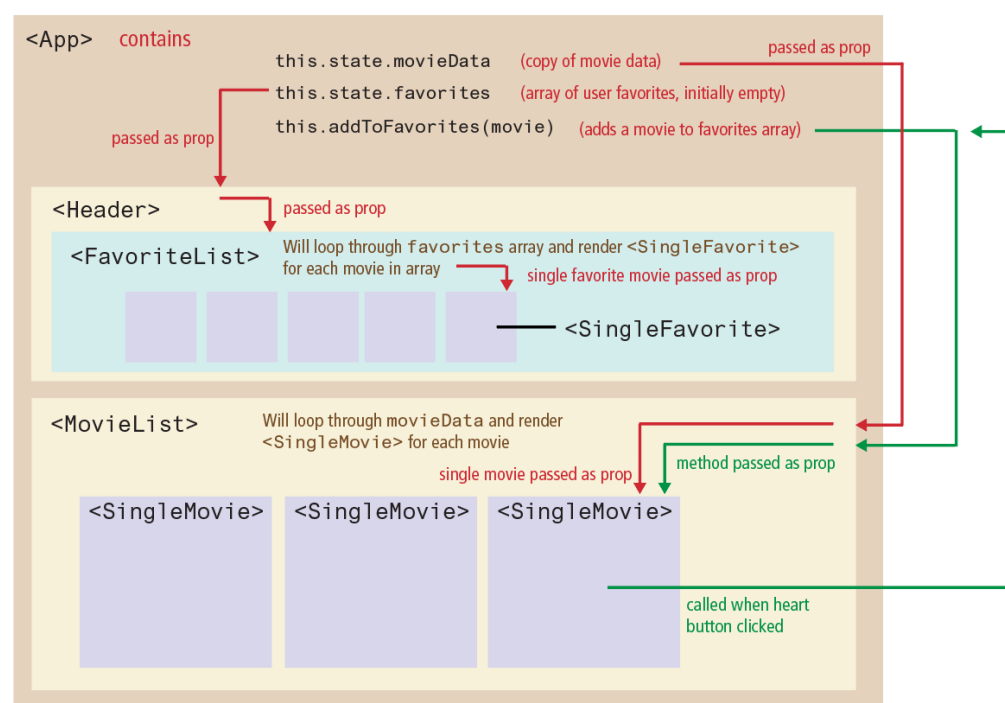 <App> contains
passed as prop
this.state.movieData (copy of movie data)
this.state.favorites (array of user favorites, initially empty)
this.addToFavorites(movie) (adds a movie to favorites array)
passed as prop
<Header>
passed as prop
<FavoriteList>
Will loop through favorites array and render <SingleFavorite>
for each movie in array
single favorite movie passed as prop
<SingleFavorite>
<MovieList>
Will loop through movieData and render
<SingleMovie> for each movie
method passed as prop
single movie passed as prop
<SingleMovie> <SingleMovie> <SingleMovie>
called when heart
button clicked